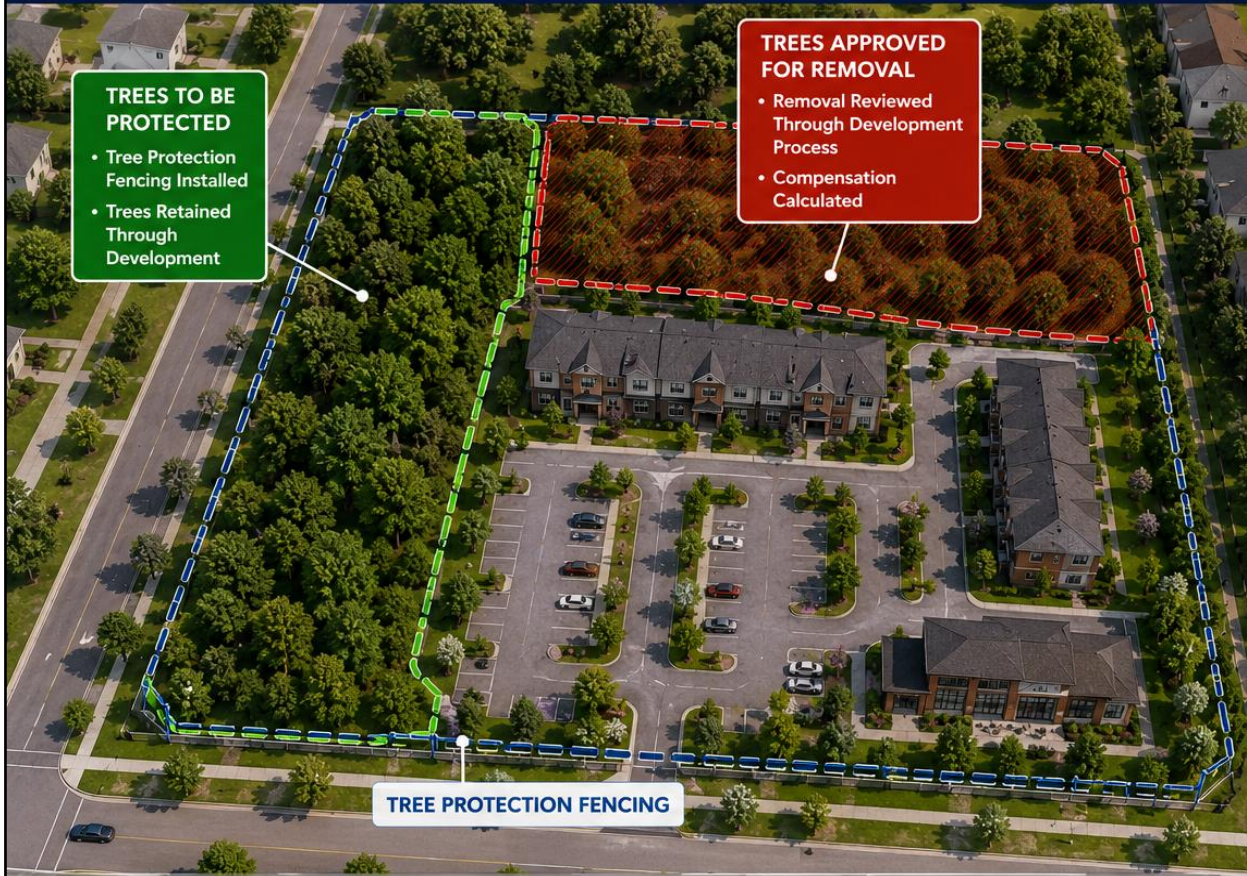 TREES TO BE
PROTECTED
• Tree Protection
Fencing Installed
• Trees Retained
Through
Development
TREES APPROVED
FOR REMOVAL
• Removal Reviewed
Through Development
Process
• Compensation
Calculated
TREE PROTECTION FENCING